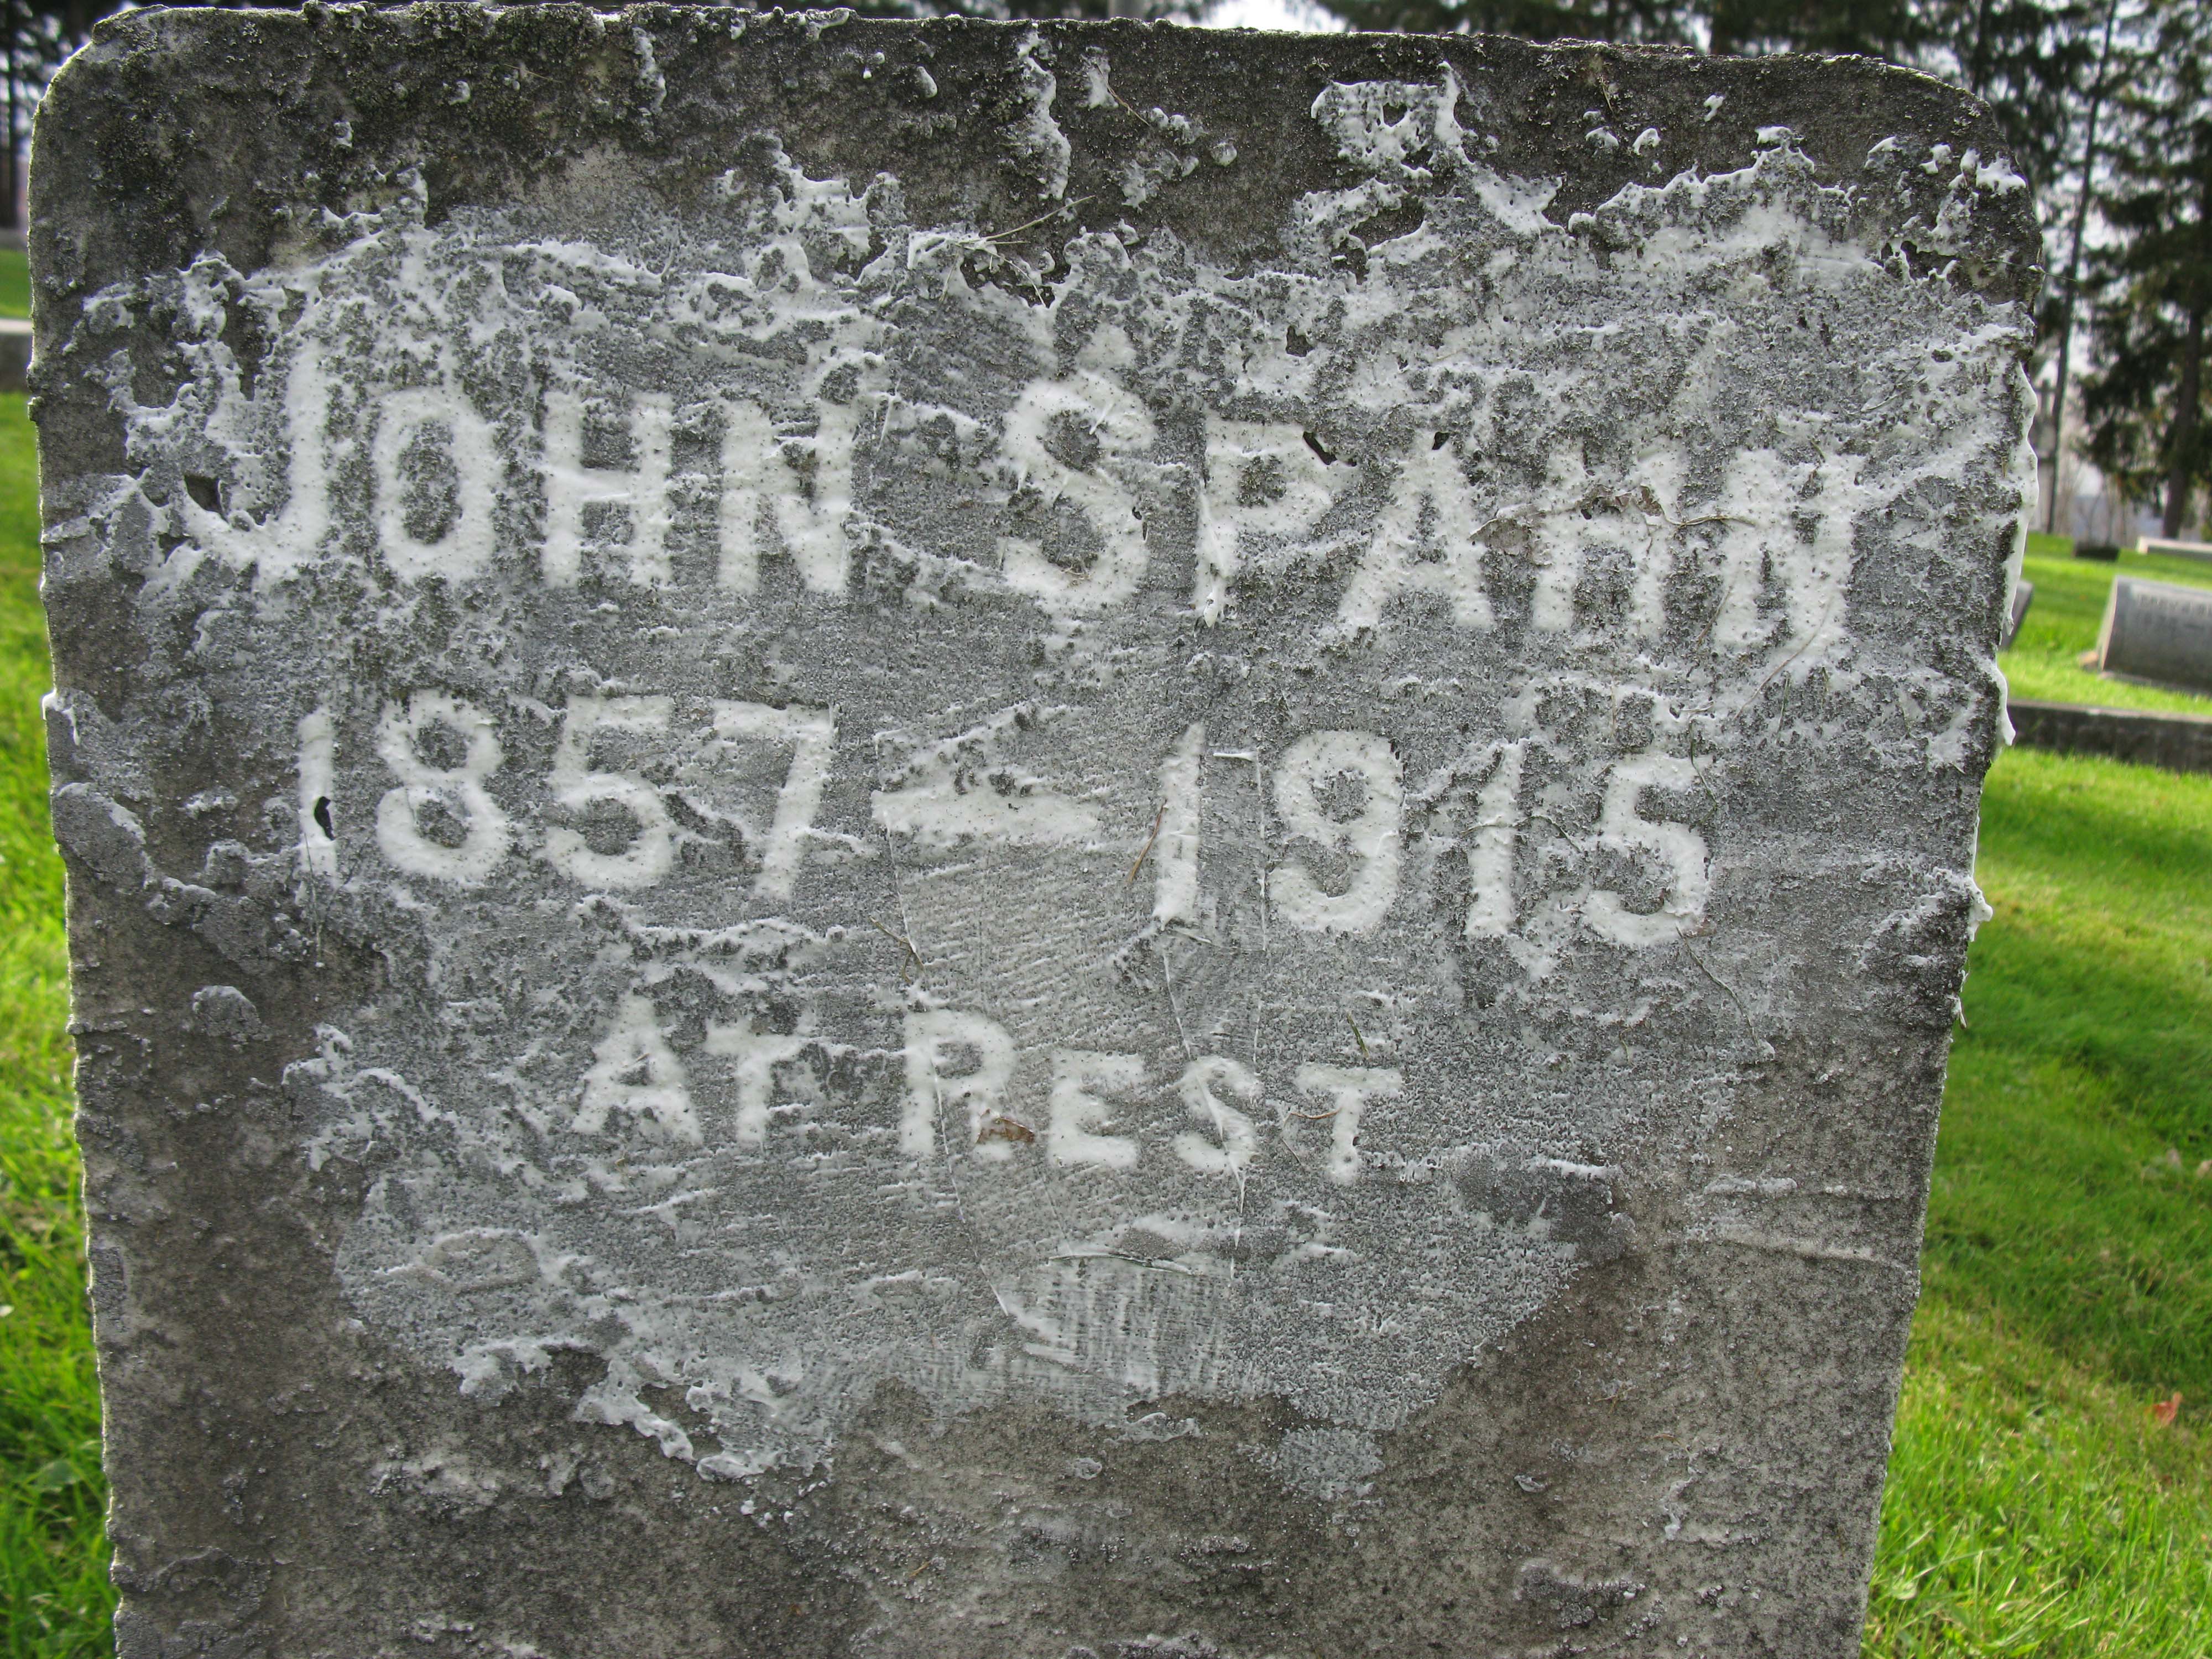 JOHN SPAHN
1857 — 1915
AT REST